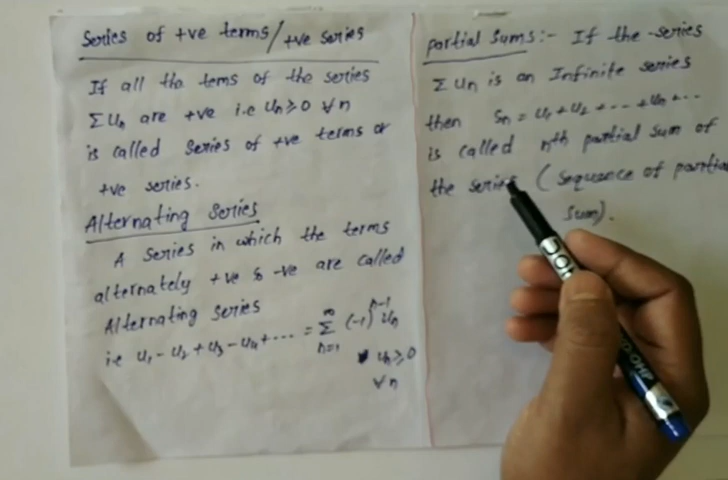 Series of +ve terms/+ve series
If all the tems of the series
Σ Un are +ve i.e Un ≥ 0 ∀ n
is called Series of +ve terms or
+ve series.
Alternating Series
A Series in which the terms
alternately +ve & -ve are called
Alternating Series
i.e u₁ - u₂ + u₃ - u₄ + ---- = Σ (-1)ⁿ⁻¹ Un
∞
n=1
un ≥ 0
∀ n
partial sums:- If the series
Σ Un is an Infinite series
then Sn = u₁ + u₂ + --- + un + --
is called nth partial sum of
the series (Sequance of partial
sum).